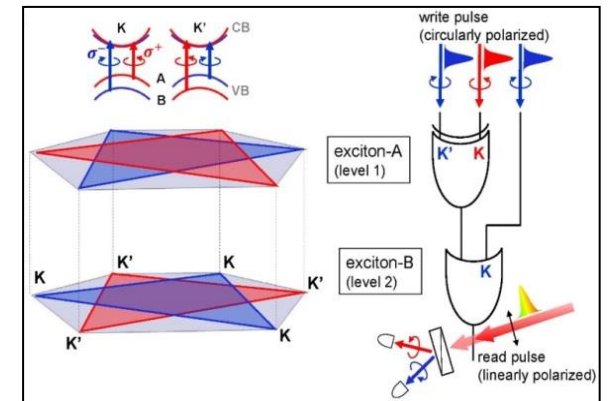 K K' CB
σ⁻ σ⁺
A
B VB
K K' K K'
K' K
write pulse
(circularly polarized)
exciton-A
(level 1)
K' K
exciton-B
(level 2)
K
read pulse
(linearly polarized)